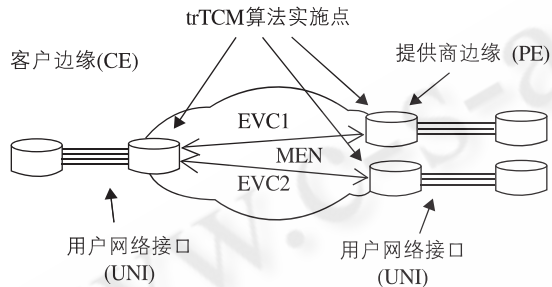 trTCM算法实施点
客户边缘(CE)
提供商边缘 (PE)
EVC1
MEN
EVC2
用户网络接口
(UNI)
用户网络接口
(UNI)